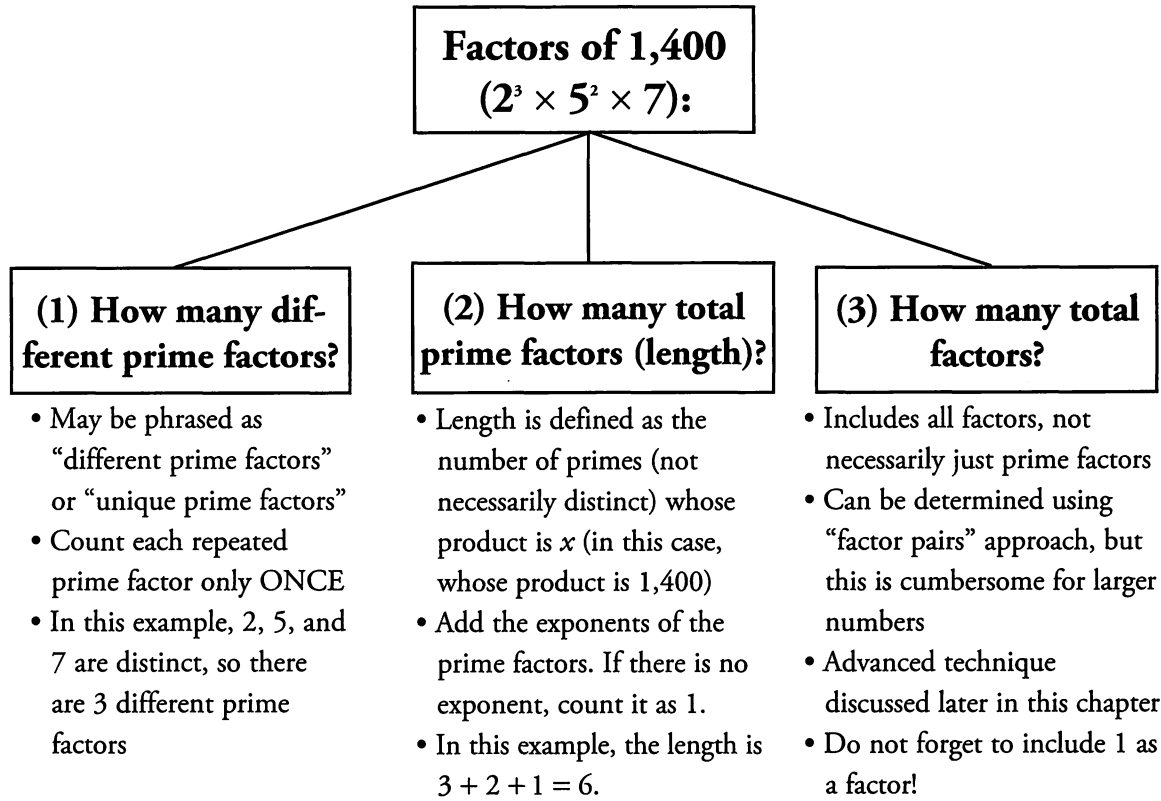 Factors of 1,400
(2³ × 5² × 7):
(1) How many dif-
ferent prime factors?
• May be phrased as
“different prime factors”
or “unique prime factors”
• Count each repeated
prime factor only ONCE
• In this example, 2, 5, and
7 are distinct, so there
are 3 different prime
factors
(2) How many total
prime factors (length)?
• Length is defined as the
number of primes (not
necessarily distinct) whose
product is x (in this case,
whose product is 1,400)
• Add the exponents of the
prime factors. If there is no
exponent, count it as 1.
• In this example, the length is
3 + 2 + 1 = 6.
(3) How many total
factors?
• Includes all factors, not
necessarily just prime factors
• Can be determined using
“factor pairs” approach, but
this is cumbersome for larger
numbers
• Advanced technique
discussed later in this chapter
• Do not forget to include 1 as
a factor!